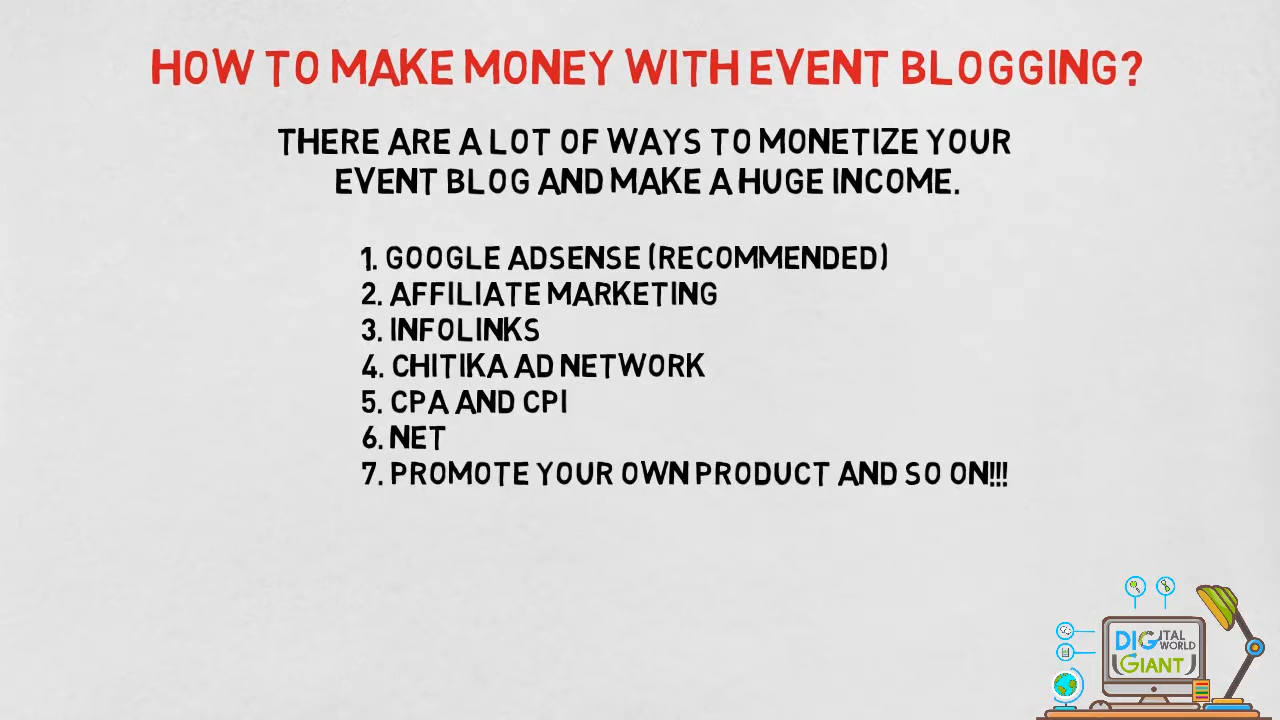 HOW TO MAKE MONEY WITH EVENT BLOGGING?
THERE ARE A LOT OF WAYS TO MONETIZE YOUR
EVENT BLOG AND MAKE A HUGE INCOME.
1. GOOGLE ADSENSE (RECOMMENDED)
2. AFFILIATE MARKETING
3. INFOLINKS
4. CHITIKA AD NETWORK
5. CPA AND CPI
6. NET
7. PROMOTE YOUR OWN PRODUCT AND SO ON!!!
DIGITAL
WORLD
GIANT